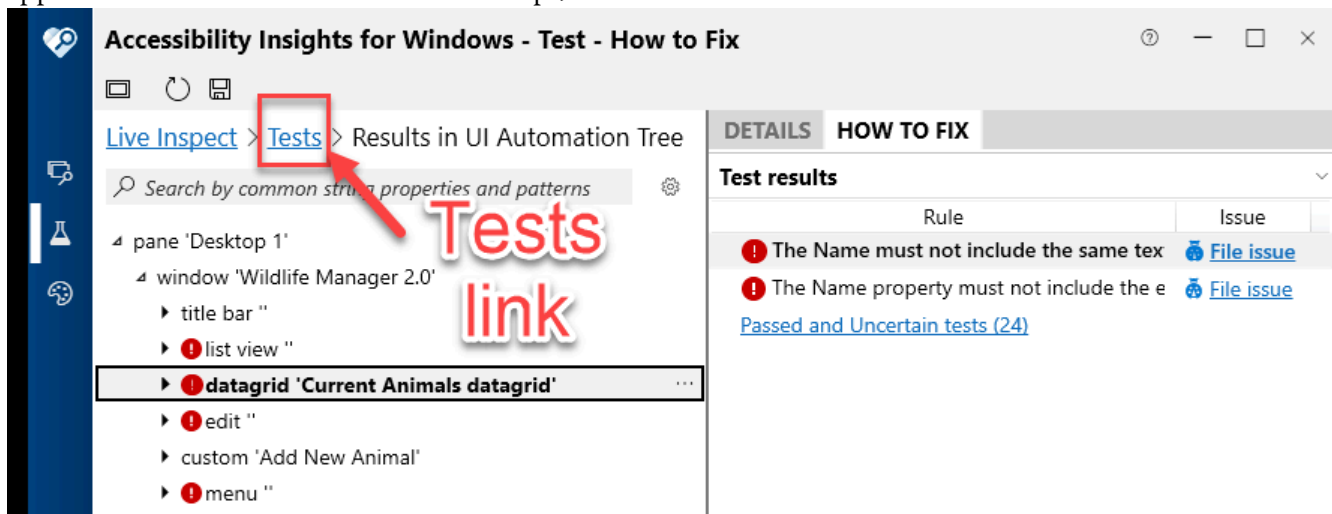 Accessibility Insights for Windows - Test - How to Fix
Live Inspect > Tests > Results in UI Automation Tree
Search by common string properties and patterns
pane 'Desktop 1'
window 'Wildlife Manager 2.0'
title bar ''
list view ''
datagrid 'Current Animals datagrid'
...
edit ''
custom 'Add New Animal'
menu ''
Tests
link
DETAILS HOW TO FIX
Test results
Rule Issue
The Name must not include the same tex File issue
The Name property must not include the e File issue
Passed and Uncertain tests (24)